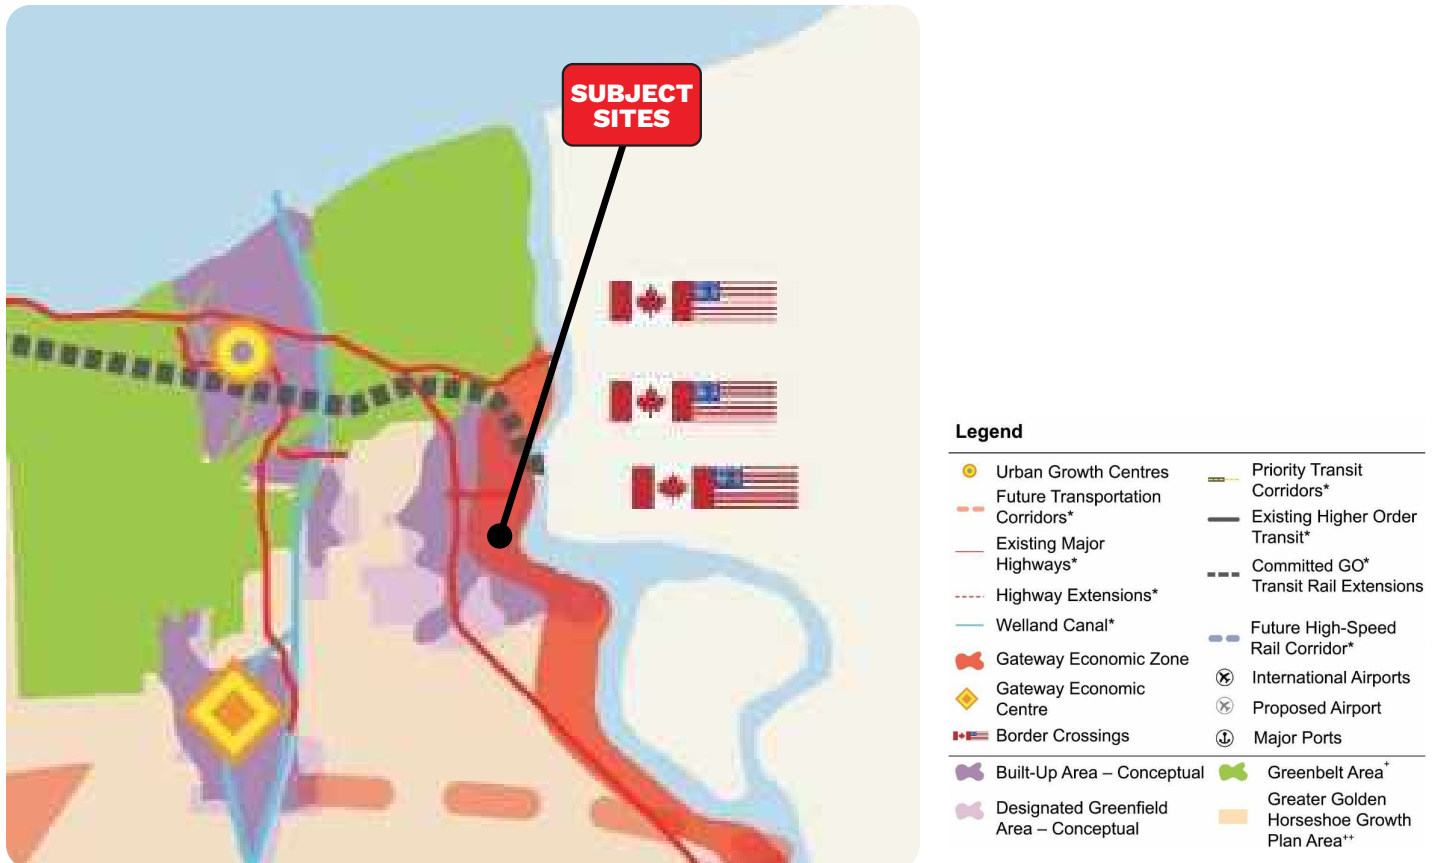 SUBJECT
SITES
Legend
Urban Growth Centres
Future Transportation
Corridors*
Existing Major
Highways*
Highway Extensions*
Welland Canal*
Gateway Economic Zone
Gateway Economic
Centre
Border Crossings
Priority Transit
Corridors*
Existing Higher Order
Transit*
Committed GO*
Transit Rail Extensions
Future High-Speed
Rail Corridor*
International Airports
Proposed Airport
Major Ports
Built-Up Area – Conceptual
Designated Greenfield
Area – Conceptual
Greenbelt Area+
Greater Golden
Horseshoe Growth
Plan Area++